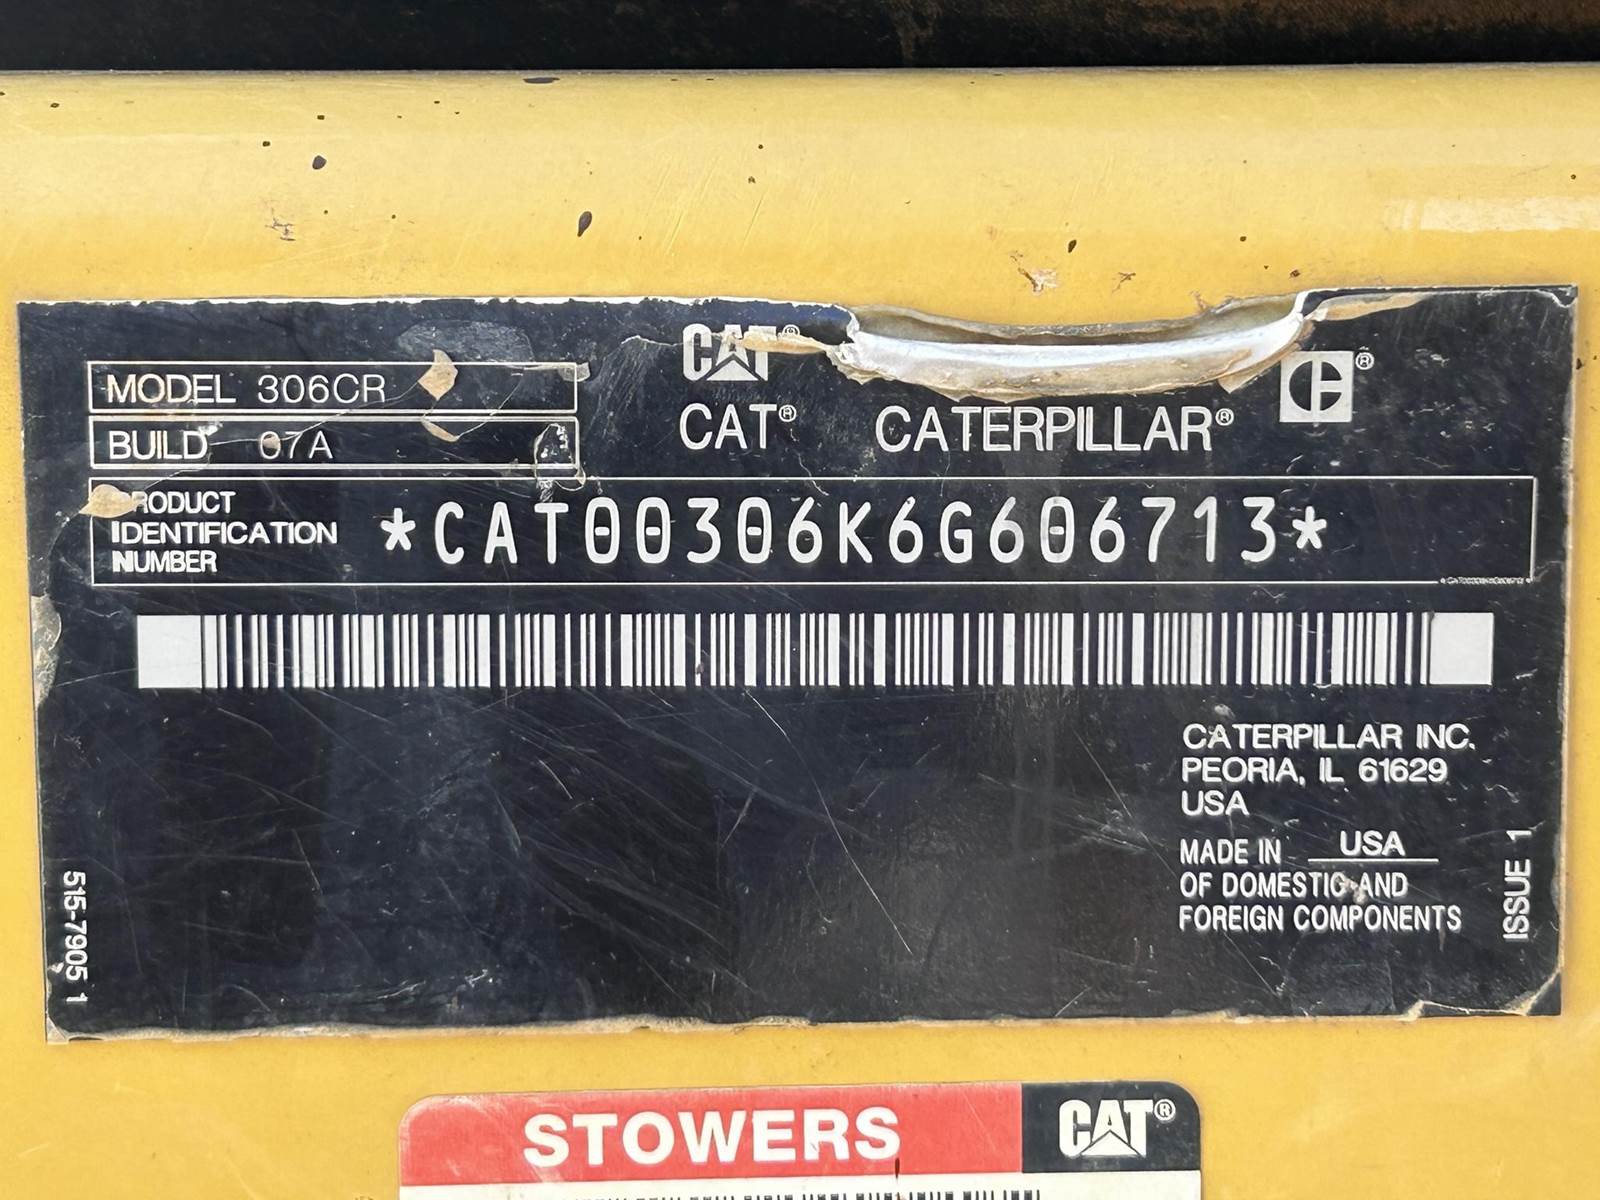 CAT®
MODEL 306CR
BUILD 07A
CAT® CATERPILLAR®
PRODUCT
IDENTIFICATION
NUMBER
*CAT00306K6G606713*
CATERPILLAR INC.
PEORIA, IL 61629
USA
MADE IN USA
OF DOMESTIC AND
FOREIGN COMPONENTS
515-7905 1
ISSUE 1
STOWERS CAT®